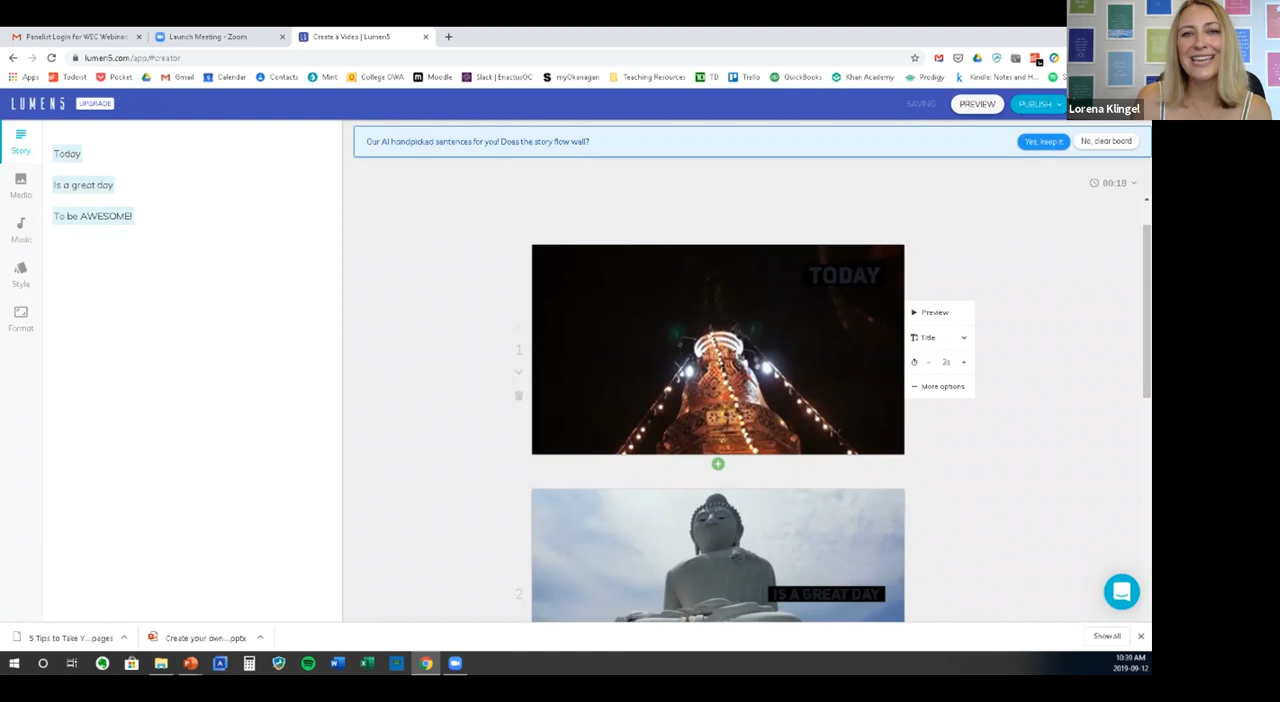 Panelist Login for WEC Webinar
Launch Meeting - Zoom
Create a Video | Lumen5
lumen5.com/app/#creator
Apps
Todoist
Pocket
Gmail
Calendar
Contacts
Mint
College OWA
Moodle
Slack | EnactusOC
myOkanagan
Teaching Resources
TD
Trello
QuickBooks
Khan Academy
Prodigy
Kindle: Notes and H...
Lorena Klingel
LUMEN5
UPGRADE
SAVING
PREVIEW
PUBLISH
Story
Media
Music
Style
Format
Today
Is a great day
To be AWESOME!
Our AI handpicked sentences for you! Does the story flow well?
Yes, keep it
No, clear board
00:18
TODAY
1
Preview
Title
- 3s +
More options
2
IS A GREAT DAY
5 Tips to Take Y....pages
Create your own....pptx
Show all
10:39 AM
2019-09-12